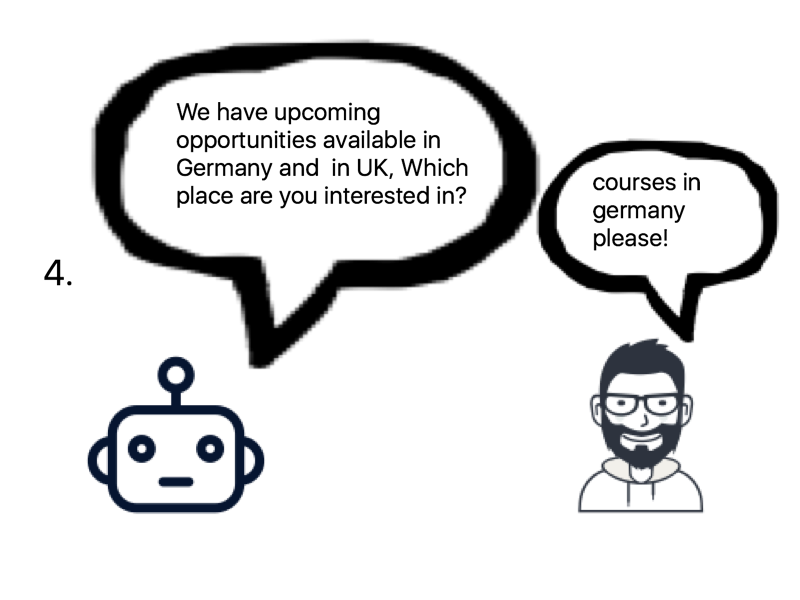 We have upcoming
opportunities available in
Germany and  in UK, Which
place are you interested in?
courses in
germany
please!
4.